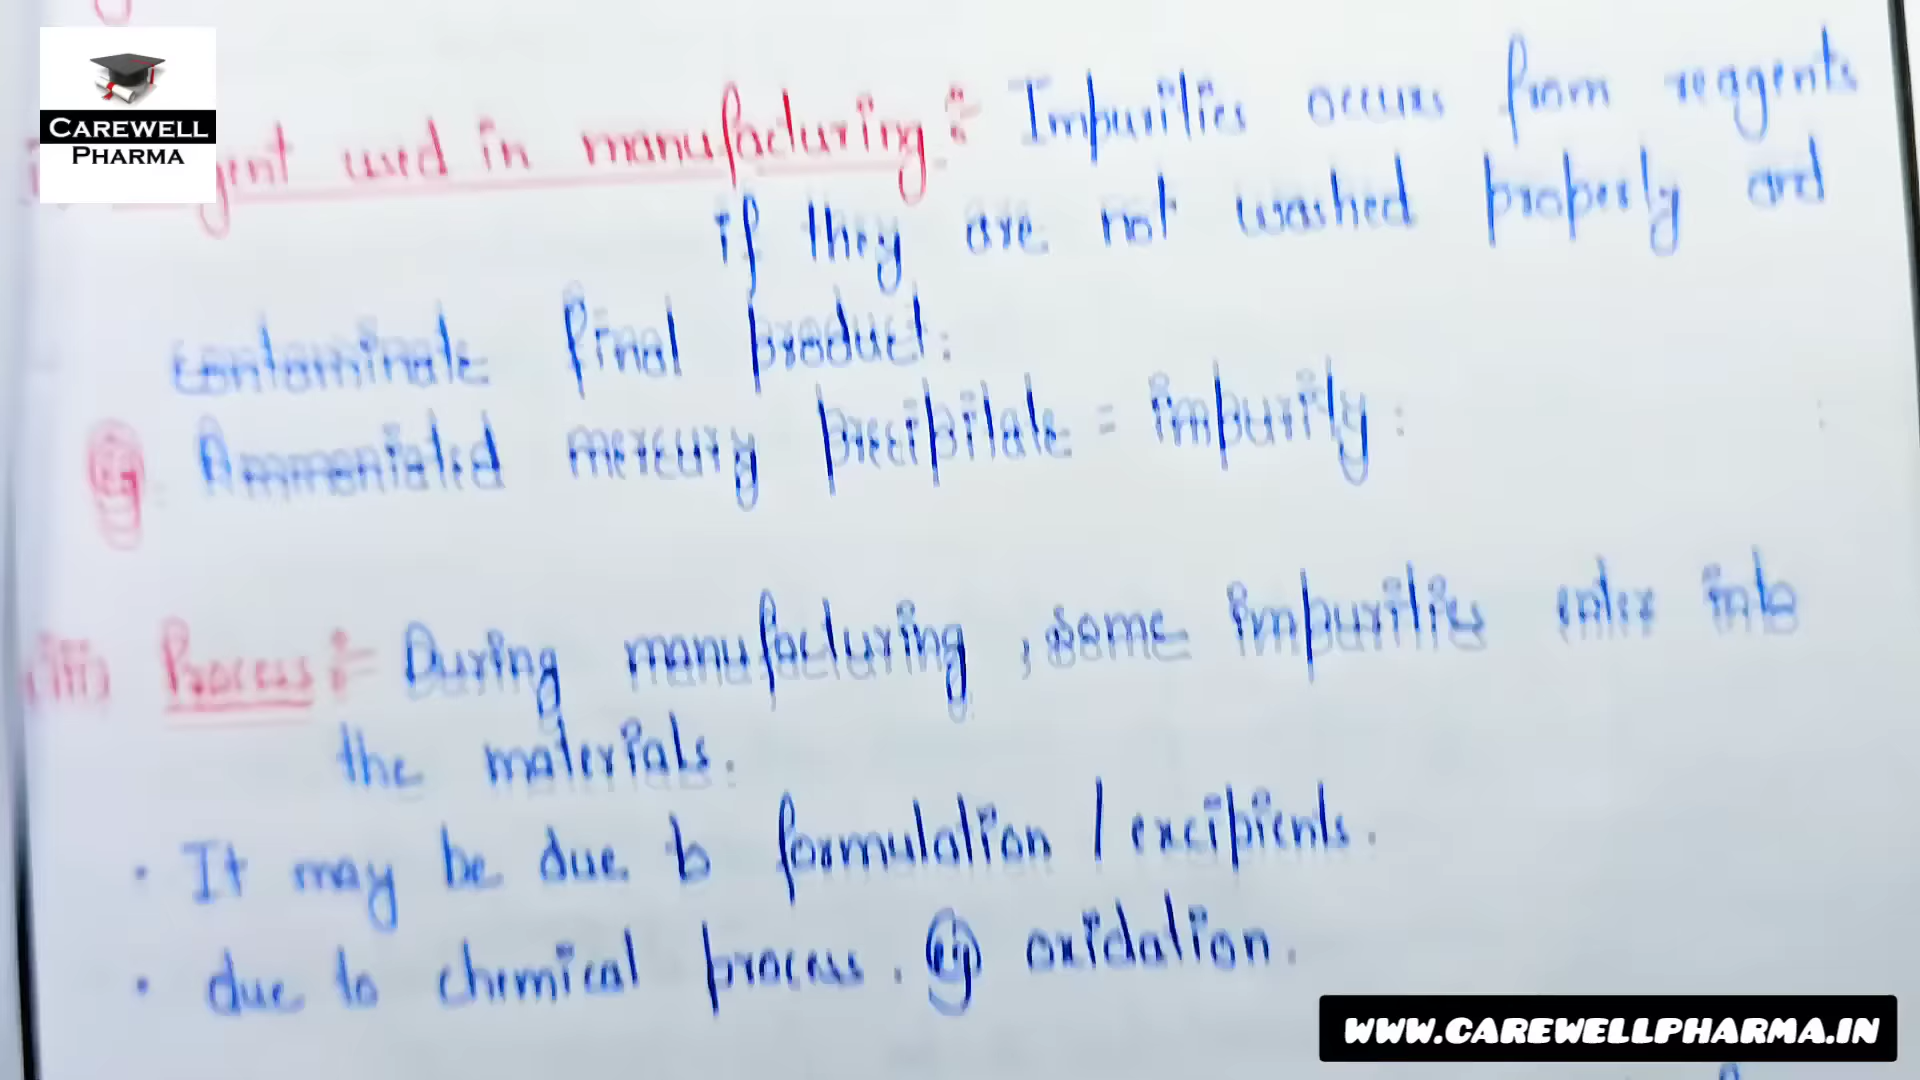 CAREWELL
PHARMA
used in manufacturing :- Impurities occurs from reagents
if they are not washed properly and
contaminate final product.
eg. Ammoniated mercury precipitate = impurity.
(iii) Process :- During manufacturing, some impurities enter into
the materials.
• It may be due to formulation / excipients.
• due to chemical process. eg oxidation.
WWW.CAREWELLPHARMA.IN